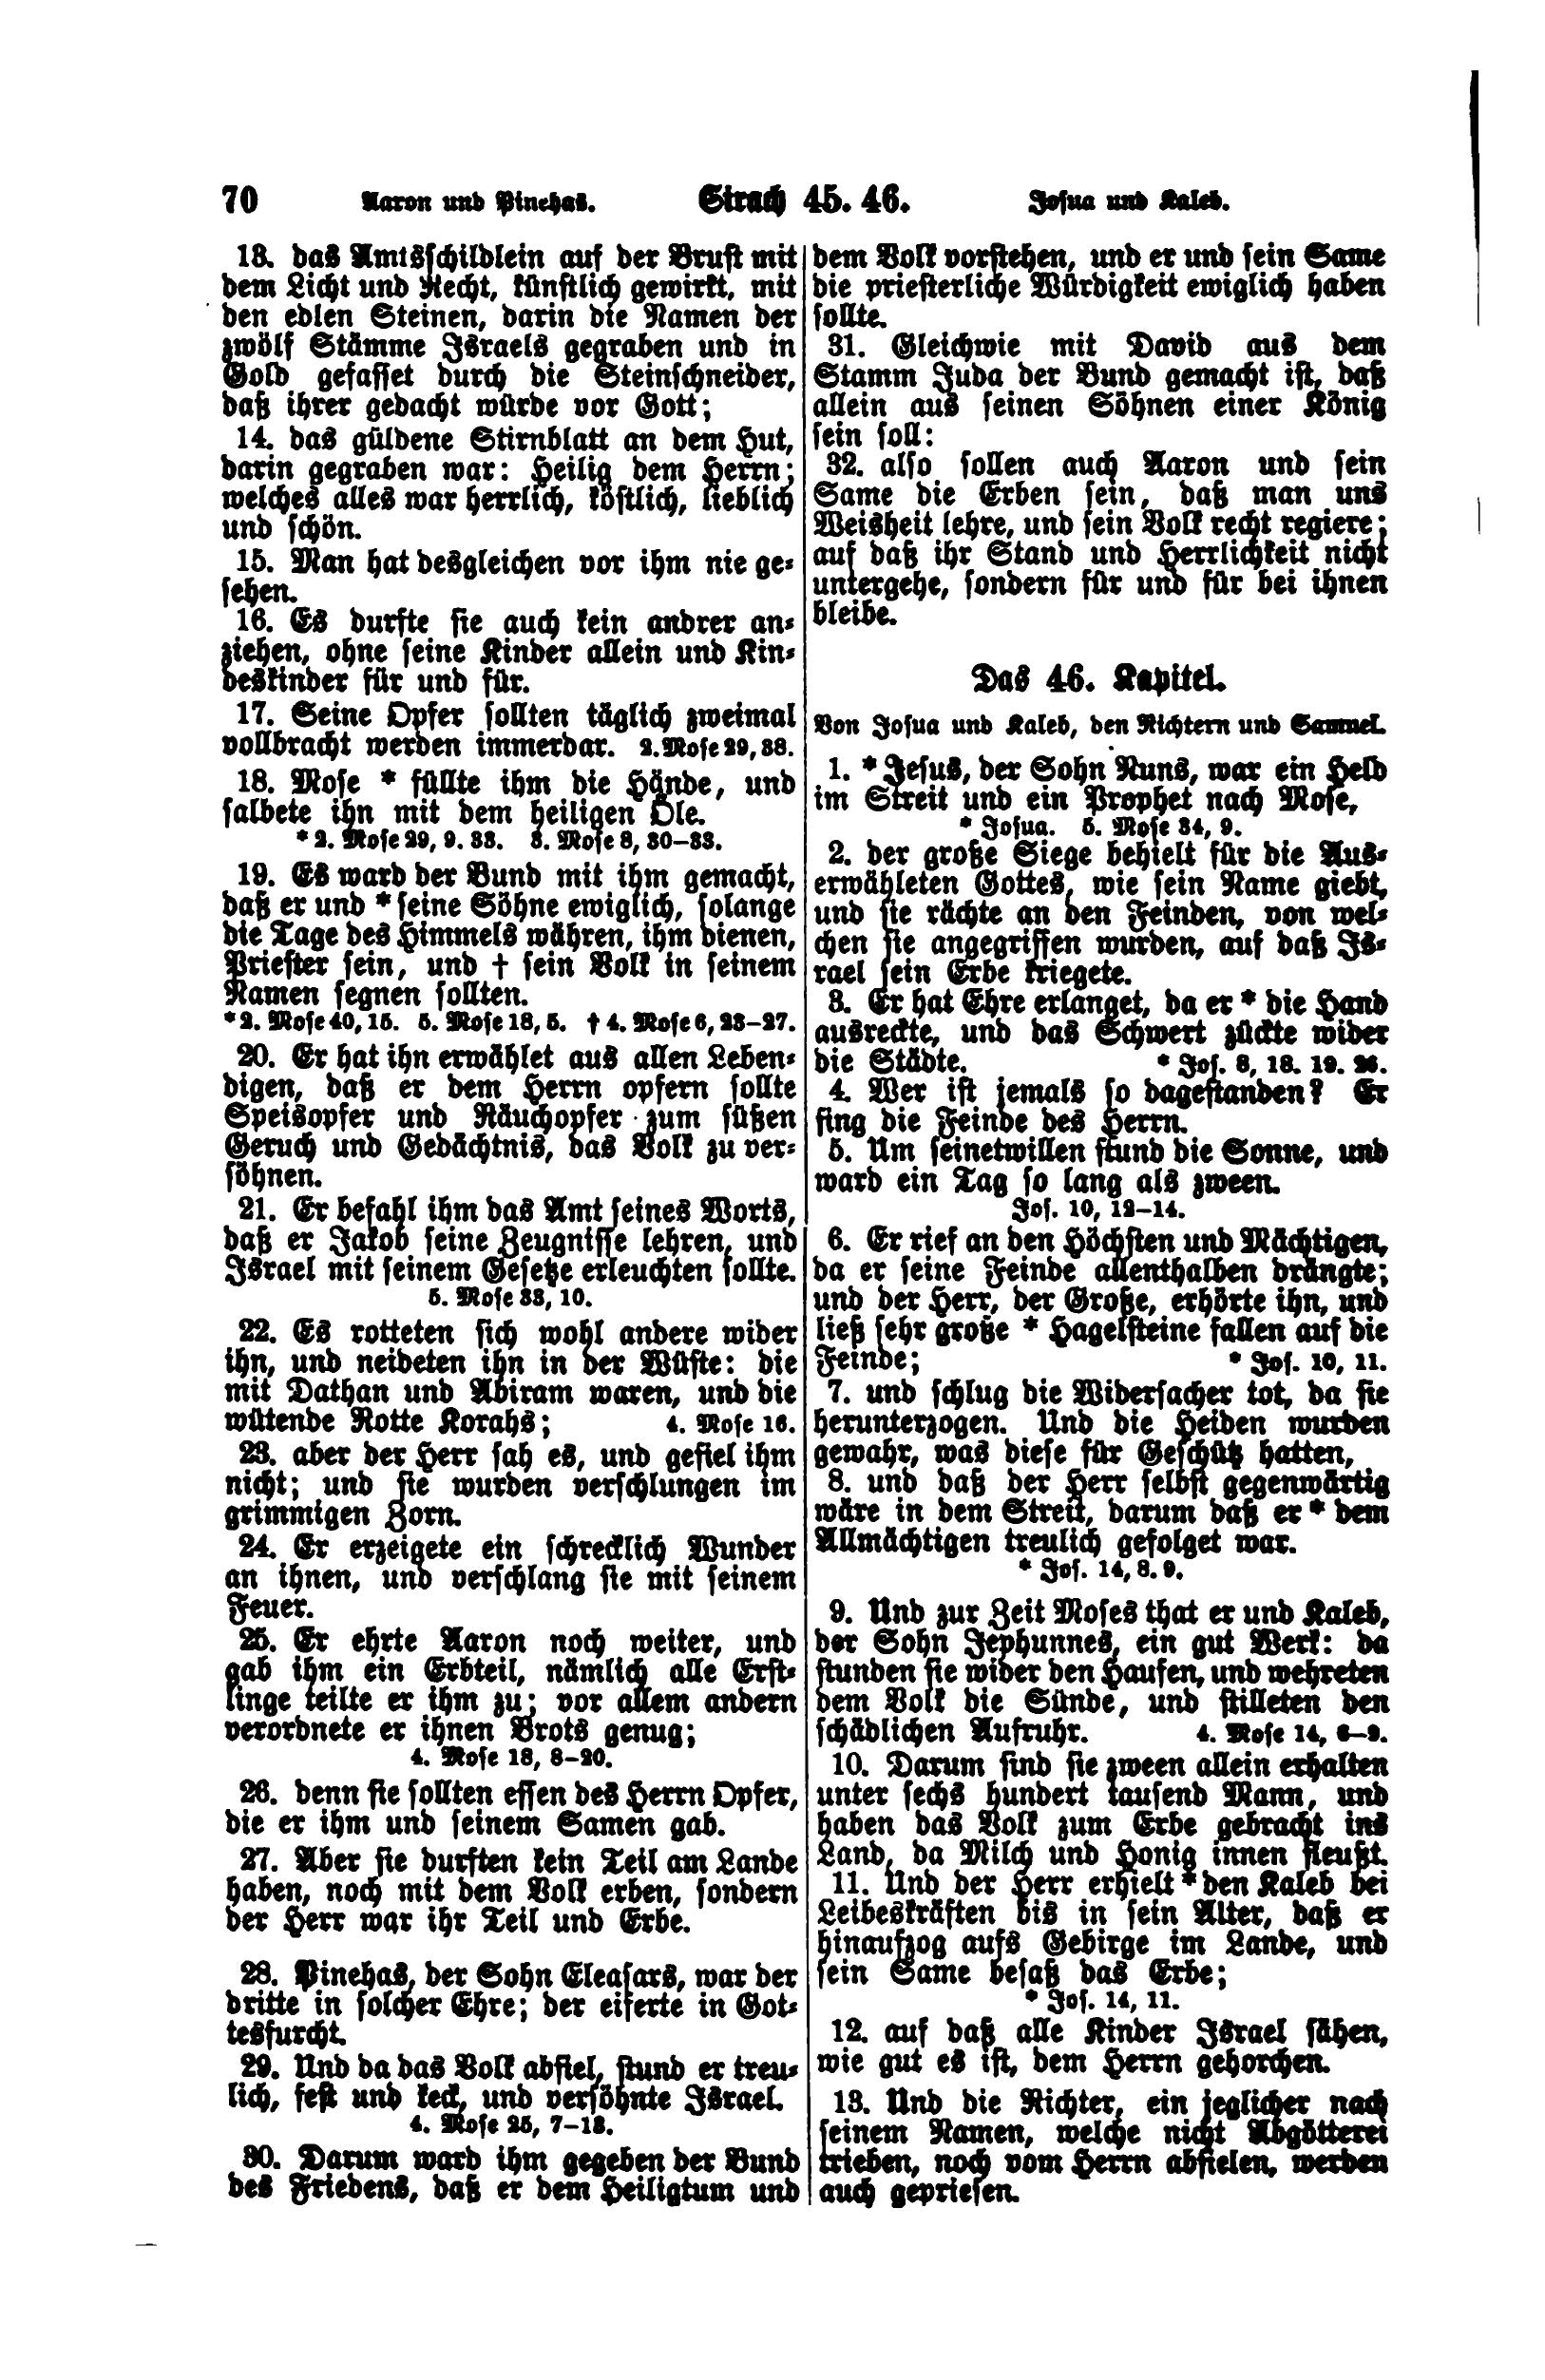 70 Aaron und Pinehas. Sirach 45. 46. Josua und Kaleb.
13. das Amtsschildlein auf der Brust mit
dem Licht und Recht, künstlich gewirkt, mit
den edlen Steinen, darin die Namen der
zwölf Stämme Israels gegraben und in
Gold gefasset durch die Steinschneider,
daß ihrer gedacht würde vor Gott;
14. das güldene Stirnblatt an dem Hut,
darin gegraben war: Heilig dem Herrn;
welches alles war herrlich, köstlich, lieblich
und schön.
15. Man hat desgleichen vor ihm nie ge-
sehen.
16. Es durfte sie auch kein andrer an-
ziehen, ohne seine Kinder allein und Kin-
deskinder für und für.
17. Seine Opfer sollten täglich zweimal
vollbracht werden immerdar. 2. Mose 29, 38.
18. Mose * füllte ihm die Hände, und
salbete ihn mit dem heiligen Öle.
* 2. Mose 29, 9. 33. 3. Mose 8, 30–33.
19. Es ward der Bund mit ihm gemacht,
daß er und * seine Söhne ewiglich, solange
die Tage des Himmels währen, ihm dienen,
Priester sein, und † sein Volk in seinem
Namen segnen sollten.
* 2. Mose 40, 15. 5. Mose 18, 5. † 4. Mose 6, 23–27.
20. Er hat ihn erwählet aus allen Leben-
digen, daß er dem Herrn opfern sollte
Speisopfer und Räuchopfer zum süßen
Geruch und Gedächtnis, das Volk zu ver-
söhnen.
21. Er befahl ihm das Amt seines Worts,
daß er Jakob seine Zeugnisse lehren, und
Israel mit seinem Gesetze erleuchten sollte.
5. Mose 33, 10.
22. Es rotteten sich wohl andere wider
ihn, und neideten ihn in der Wüste: die
mit Dathan und Abiram waren, und die
wütende Rotte Korahs; 4. Mose 16.
23. aber der Herr sah es, und gefiel ihm
nicht; und sie wurden verschlungen im
grimmigen Zorn.
24. Er erzeigete ein schrecklich Wunder
an ihnen, und verschlang sie mit seinem
Feuer.
25. Er ehrte Aaron noch weiter, und
gab ihm ein Erbteil, nämlich alle Erst-
linge teilte er ihm zu; vor allem andern
verordnete er ihnen Brots genug;
4. Mose 18, 8–20.
26. denn sie sollten essen des Herrn Opfer,
die er ihm und seinem Samen gab.
27. Aber sie durften kein Teil am Lande
haben, noch mit dem Volk erben, sondern
der Herr war ihr Teil und Erbe.
28. Pinehas, der Sohn Eleasars, war der
dritte in solcher Ehre; der eiferte in Got-
tesfurcht.
29. Und da das Volk abfiel, stund er treu-
lich, fest und keck, und versöhnte Israel.
4. Mose 25, 7–13.
30. Darum ward ihm gegeben der Bund
des Friedens, daß er dem Heiligtum und
dem Volk vorstehen, und er und sein Same
die priesterliche Würdigkeit ewiglich haben
sollte.
31. Gleichwie mit David aus dem
Stamm Juda der Bund gemacht ist, daß
allein aus seinen Söhnen einer König
sein soll:
32. also sollen auch Aaron und sein
Same die Erben sein, daß man uns
Weisheit lehre, und sein Volk recht regiere;
auf daß ihr Stand und Herrlichkeit nicht
untergehe, sondern für und für bei ihnen
bleibe.
Das 46. Kapitel.
Von Josua und Kaleb, den Richtern und Samuel.
1. * Jesus, der Sohn Nuns, war ein Held
im Streit und ein Prophet nach Mose,
* Josua. 5. Mose 34, 9.
2. der große Siege behielt für die Aus-
erwähleten Gottes, wie sein Name giebt,
und sie rächte an den Feinden, von wel-
chen sie angegriffen wurden, auf daß Is-
rael sein Erbe kriegete.
3. Er hat Ehre erlanget, da er * die Hand
ausreckte, und das Schwert zückte wider
die Städte. * Jos. 8, 18. 19. 26.
4. Wer ist jemals so dagestanden? Er
fing die Feinde des Herrn.
5. Um seinetwillen stund die Sonne, und
ward ein Tag so lang als zween.
Jos. 10, 12–14.
6. Er rief an den Höchsten und Mächtigen,
da er seine Feinde allenthalben drängte;
und der Herr, der Große, erhörte ihn, und
ließ sehr große * Hagelsteine fallen auf die
Feinde; * Jos. 10, 11.
7. und schlug die Widersacher tot, da sie
herunterzogen. Und die Heiden wurden
gewahr, was diese für Geschütz hatten,
8. und daß der Herr selbst gegenwärtig
wäre in dem Streit, darum daß er * dem
Allmächtigen treulich gefolget war.
* Jos. 14, 8. 9.
9. Und zur Zeit Moses that er und Kaleb,
der Sohn Jephunnes, ein gut Werk: da
stunden sie wider den Haufen, und wehreten
dem Volk die Sünde, und stilleten den
schädlichen Aufruhr. 4. Mose 14, 6–9.
10. Darum sind sie zween allein erhalten
unter sechs hundert tausend Mann, und
haben das Volk zum Erbe gebracht ins
Land, da Milch und Honig innen fleußt.
11. Und der Herr erhielt * den Kaleb bei
Leibeskräften bis in sein Alter, daß er
hinaufzog aufs Gebirge im Lande, und
sein Same besaß das Erbe;
* Jos. 14, 11.
12. auf daß alle Kinder Israel sähen,
wie gut es ist, dem Herrn gehorchen.
13. Und die Richter, ein jeglicher nach
seinem Namen, welche nicht Abgötterei
trieben, noch vom Herrn abfielen, werden
auch gepriesen.